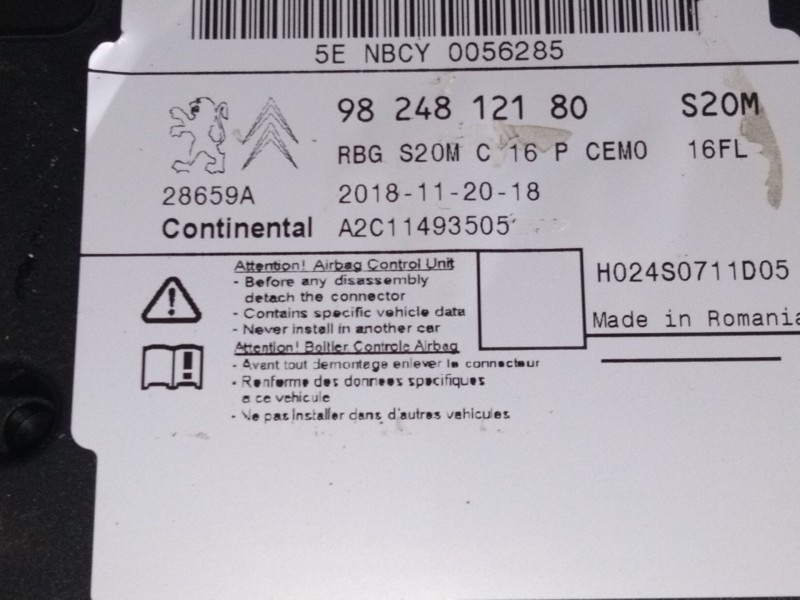 5E NBCY 0056285
98 248 121 80 S20M
RBG S20M C 16 P CEMO 16FL
28659A 2018-11-20-18
Continental A2C11493505
Attention! Airbag Control Unit
- Before any disassembly
detach the connector
- Contains specific vehicle data
- Never install in another car
Attention! Boîtier Contrôle Airbag
- Avant tout demontage enlever le connecteur
- Renferme des donnees specifiques
a ce vehicule
- Ne pas Installer dans d'autres vehicules
H024S0711D05
Made in Romania